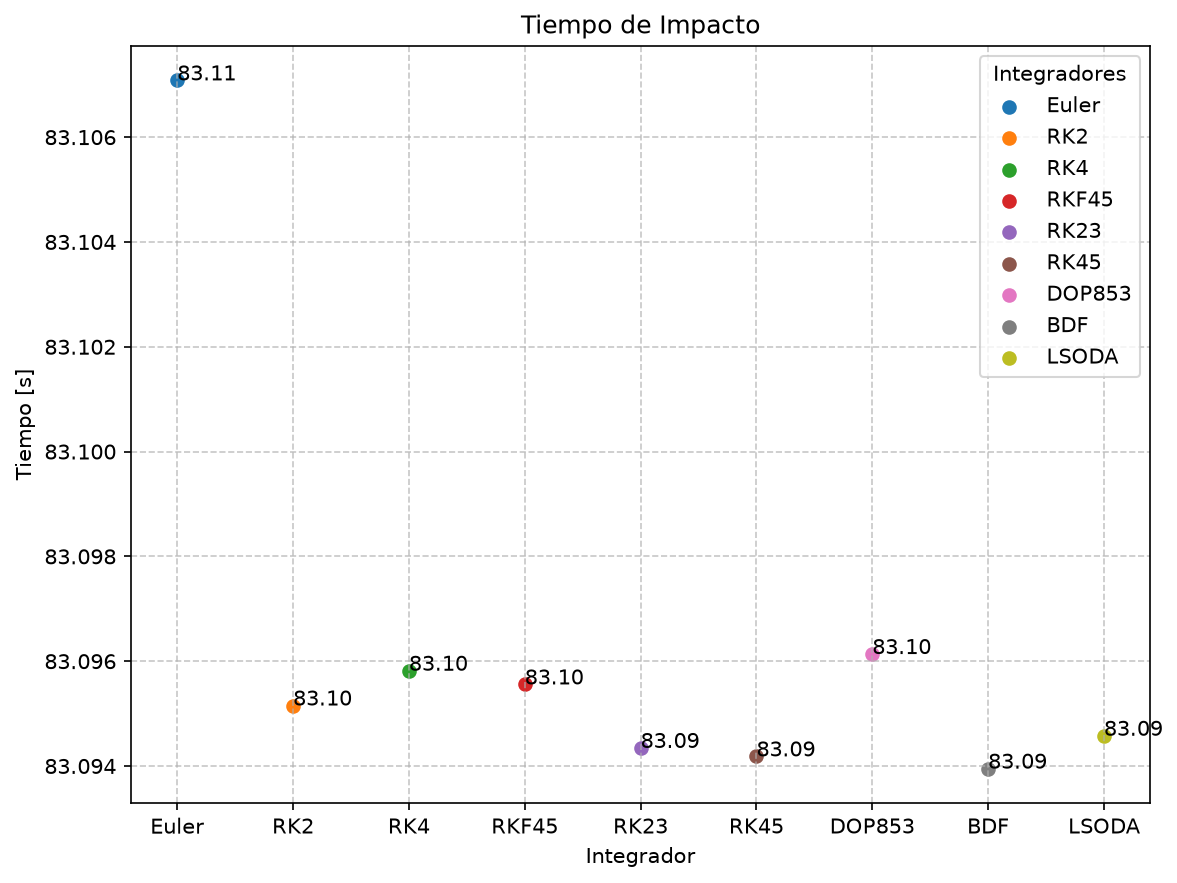 Tiempo de Impacto
83.11
Integradores
Euler
RK2
RK4
RKF45
RK23
RK45
DOP853
BDF
LSODA
83.106
83.104
83.102
83.100
83.098
83.096
83.094
Tiempo [s]
83.10
83.10
83.10
83.09
83.09
83.10
83.09
83.09
Euler RK2 RK4 RKF45 RK23 RK45 DOP853 BDF LSODA
Integrador